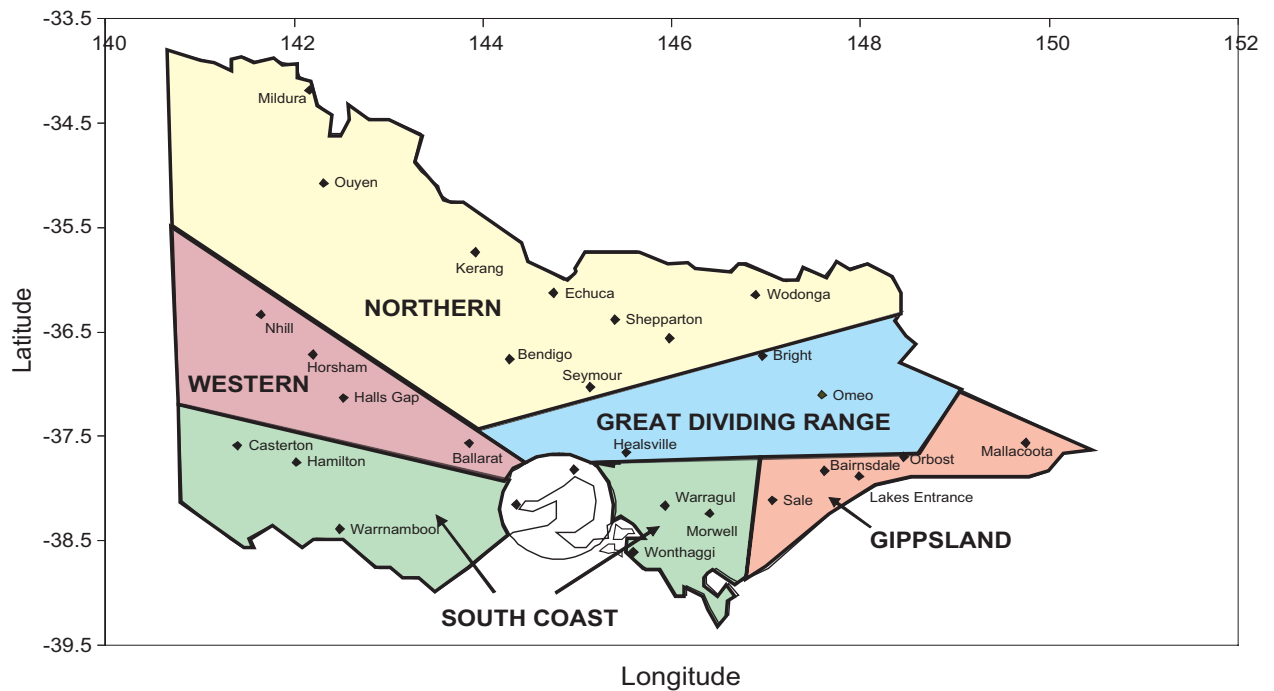 -33.5
140 142 144 146 148 150 152
Mildura
-34.5
Ouyen
-35.5
Kerang
Echuca
Wodonga
NORTHERN
Shepparton
Nhill
-36.5
Bendigo
Bright
Horsham
Seymour
WESTERN
Halls Gap
Omeo
GREAT DIVIDING RANGE
-37.5
Casterton
Healsville
Ballarat
Mallacoota
Hamilton
Orbost
Bairnsdale
Warragul
Sale
Lakes Entrance
Warrnambool
Morwell
-38.5
GIPPSLAND
Wonthaggi
SOUTH COAST
-39.5
Latitude
Longitude